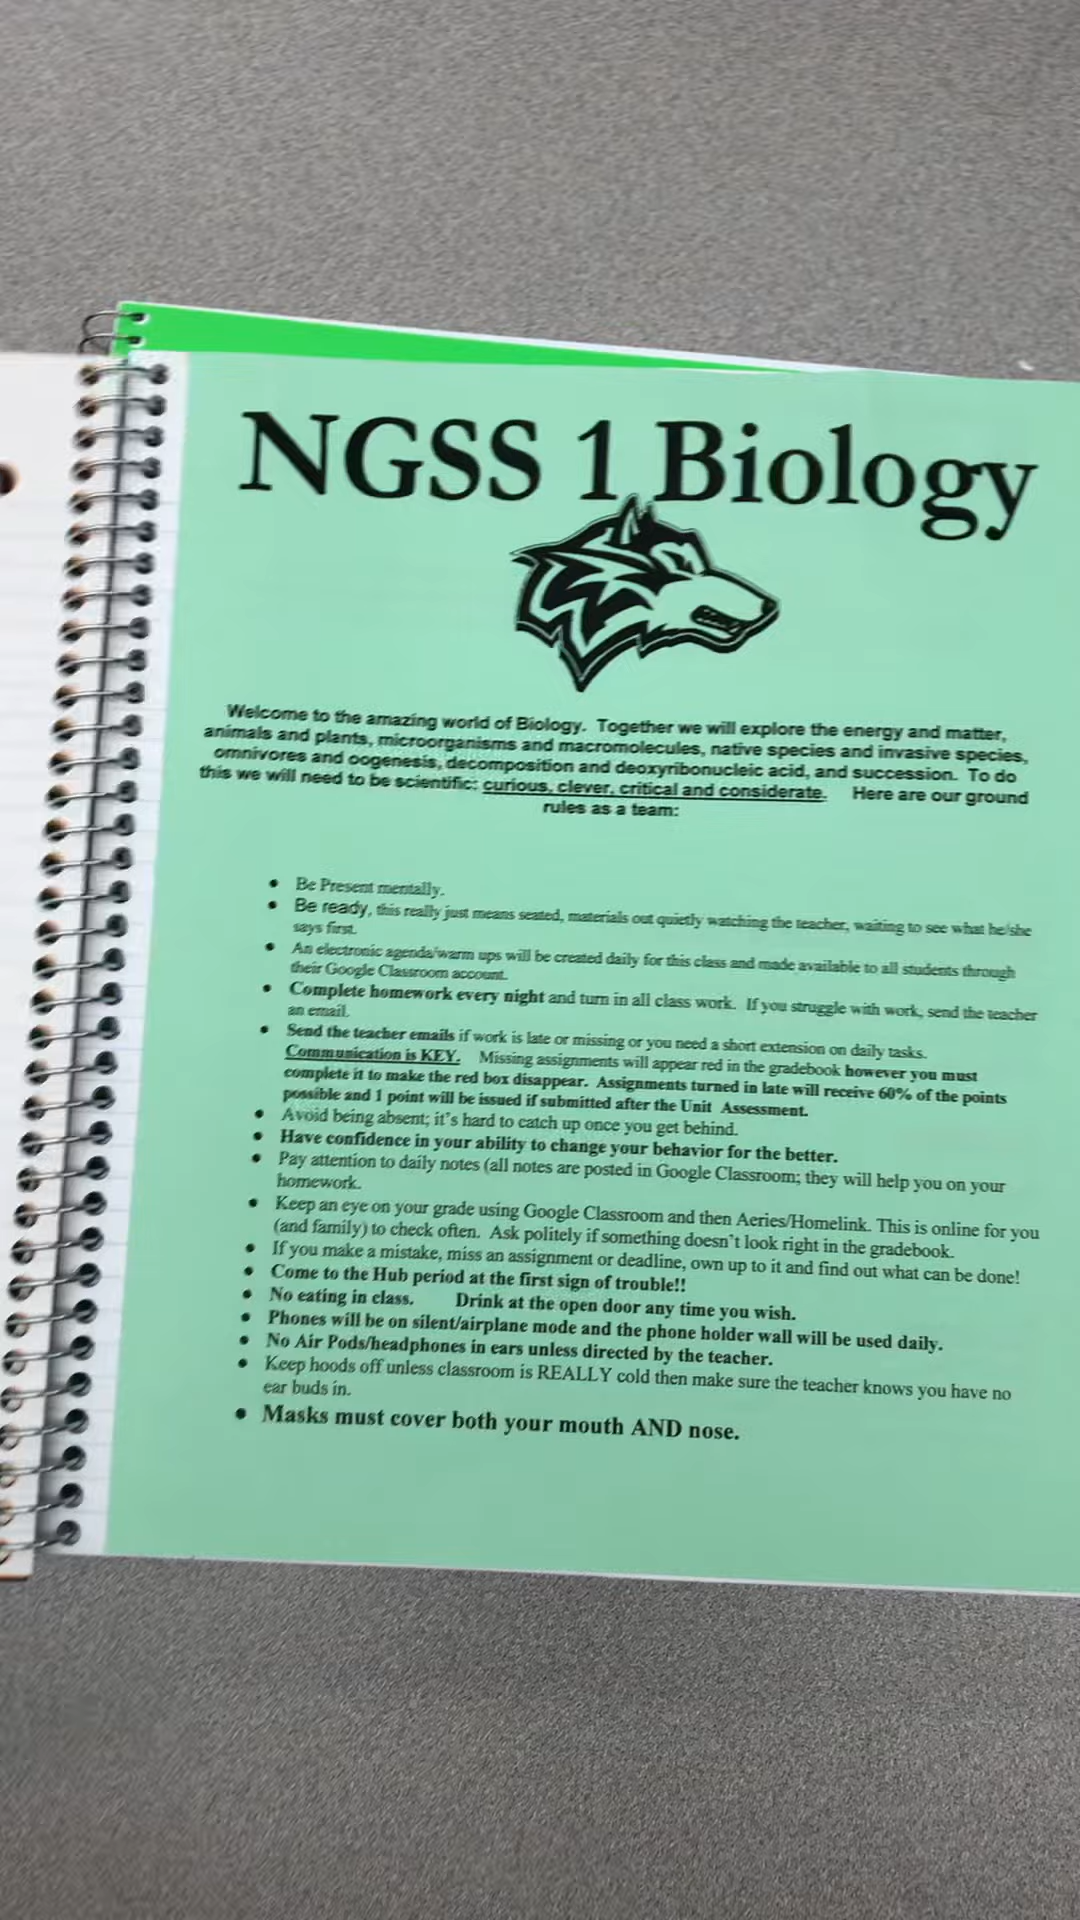 NGSS 1 Biology
Welcome to the amazing world of Biology. Together we will explore the energy and matter,
animals and plants, microorganisms and macromolecules, native species and invasive species,
omnivores and oogenesis, decomposition and deoxyribonucleic acid, and succession. To do
this we will need to be scientific: curious, clever, critical and considerate. Here are our ground
rules as a team:
• Be Present mentally.
• Be ready, this really just means seated, materials out quietly watching the teacher, waiting to see what he/she
says first.
• An electronic agenda/warm ups will be created daily for this class and made available to all students through
their Google Classroom account.
• Complete homework every night and turn in all class work. If you struggle with work, send the teacher
an email.
• Send the teacher emails if work is late or missing or you need a short extension on daily tasks.
Communication is KEY. Missing assignments will appear red in the gradebook however you must
complete it to make the red box disappear. Assignments turned in late will receive 60% of the points
possible and 1 point will be issued if submitted after the Unit Assessment.
• Avoid being absent; it's hard to catch up once you get behind.
• Have confidence in your ability to change your behavior for the better.
• Pay attention to daily notes (all notes are posted in Google Classroom; they will help you on your
homework.
• Keep an eye on your grade using Google Classroom and then Aeries/Homelink. This is online for you
(and family) to check often. Ask politely if something doesn't look right in the gradebook.
• If you make a mistake, miss an assignment or deadline, own up to it and find out what can be done!
• Come to the Hub period at the first sign of trouble!!
• No eating in class. Drink at the open door any time you wish.
• Phones will be on silent/airplane mode and the phone holder wall will be used daily.
• No Air Pods/headphones in ears unless directed by the teacher.
• Keep hoods off unless classroom is REALLY cold then make sure the teacher knows you have no
ear buds in.
• Masks must cover both your mouth AND nose.